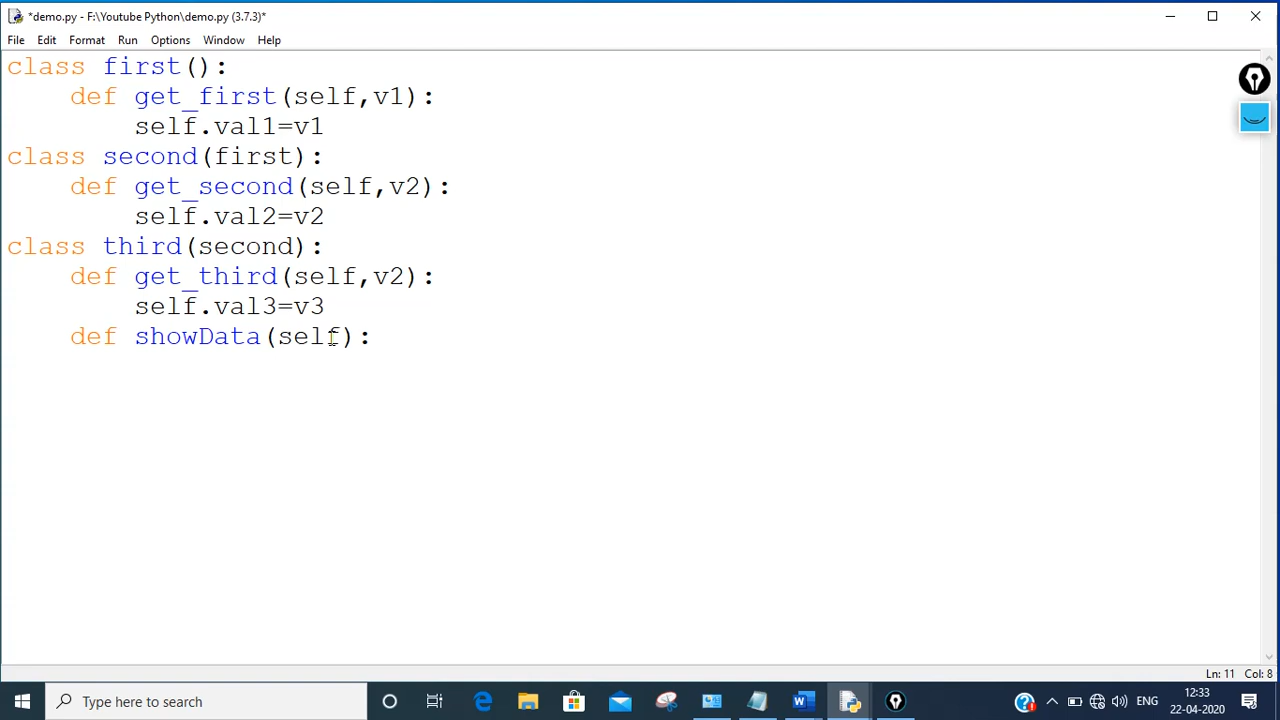 *demo.py - F:\Youtube Python\demo.py (3.7.3)*
File Edit Format Run Options Window Help
class first():
    def get_first(self,v1):
        self.val1=v1
class second(first):
    def get_second(self,v2):
        self.val2=v2
class third(second):
    def get_third(self,v2):
        self.val3=v3
    def showData(self):
Ln: 11 Col: 8
Type here to search
ENG
12:33
22-04-2020